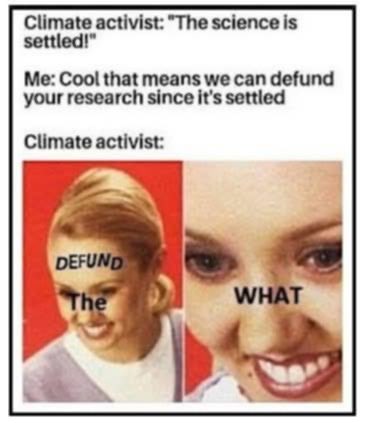 Climate activist: "The science is
settled!"
Me: Cool that means we can defund
your research since it's settled
Climate activist:
DEFUND
The
WHAT